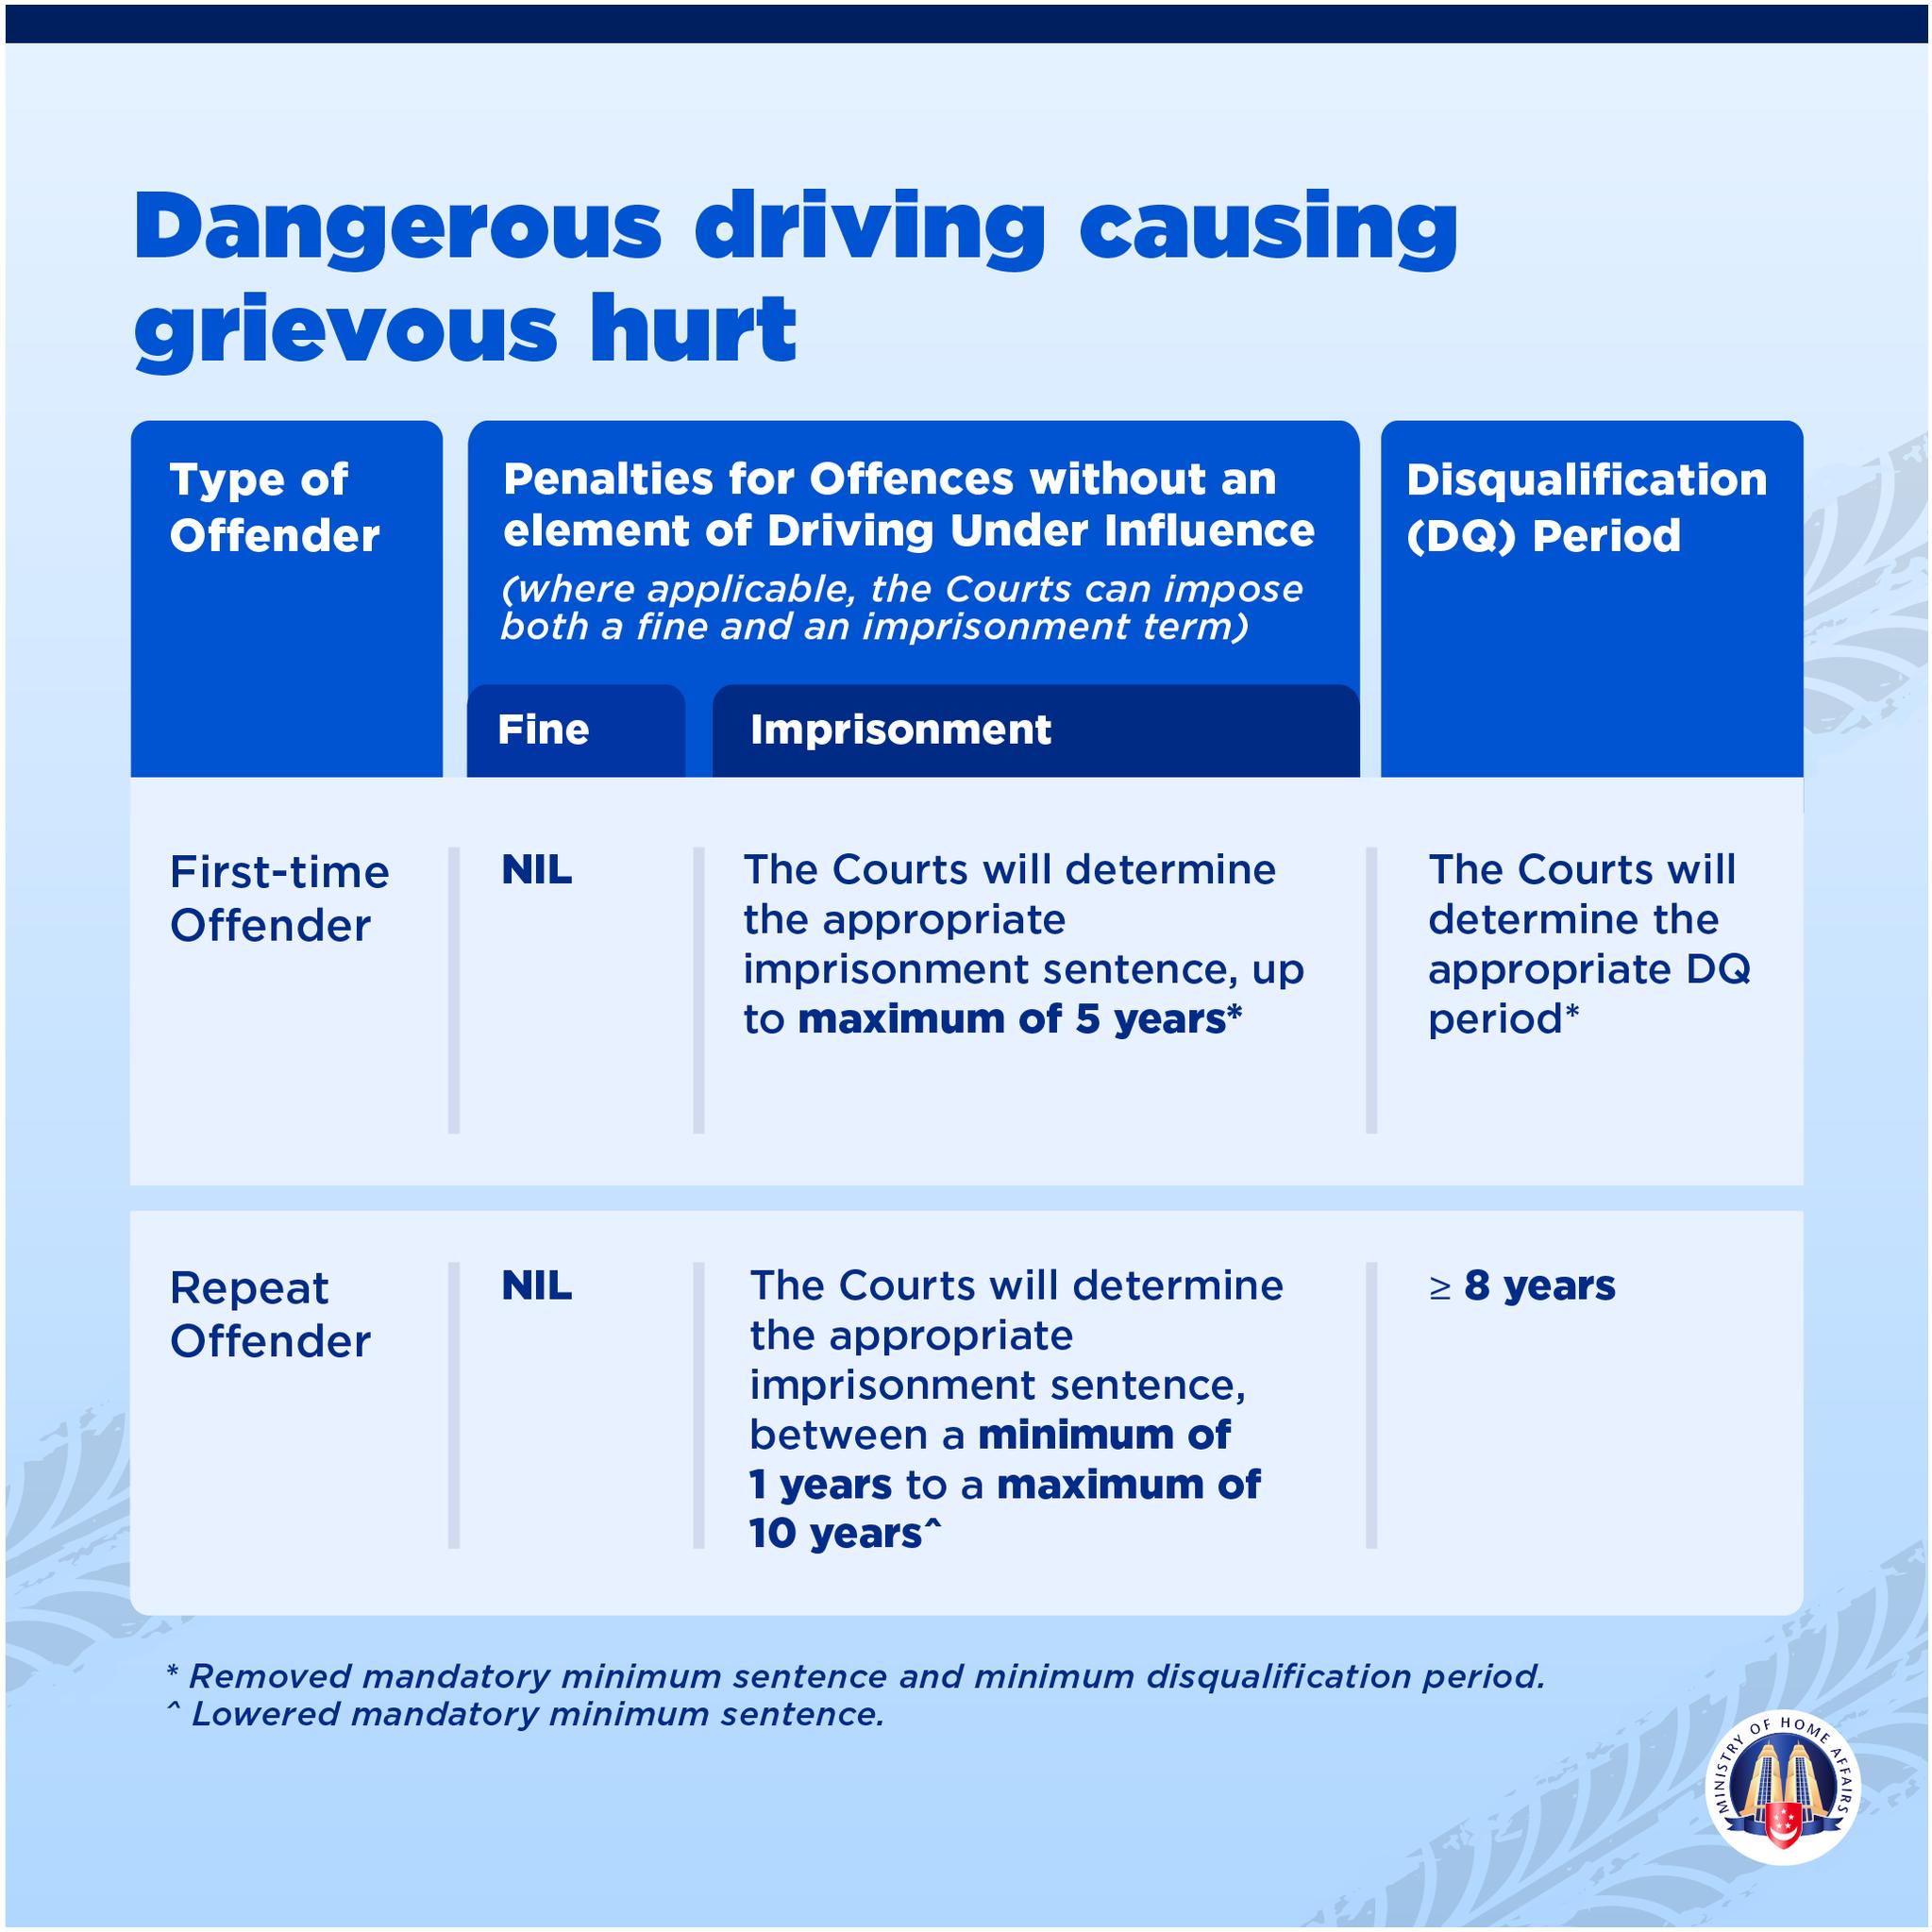 Dangerous driving causing
grievous hurt
Type of
Offender
Penalties for Offences without an
element of Driving Under Influence
(where applicable, the Courts can impose
both a fine and an imprisonment term)
Fine
Imprisonment
Disqualification
(DQ) Period
First-time
Offender
NIL
The Courts will determine
the appropriate
imprisonment sentence, up
to maximum of 5 years*
The Courts will
determine the
appropriate DQ
period*
Repeat
Offender
NIL
The Courts will determine
the appropriate
imprisonment sentence,
between a minimum of
1 years to a maximum of
10 years^
≥ 8 years
* Removed mandatory minimum sentence and minimum disqualification period.
^ Lowered mandatory minimum sentence.
MINISTRY OF HOME AFFAIRS